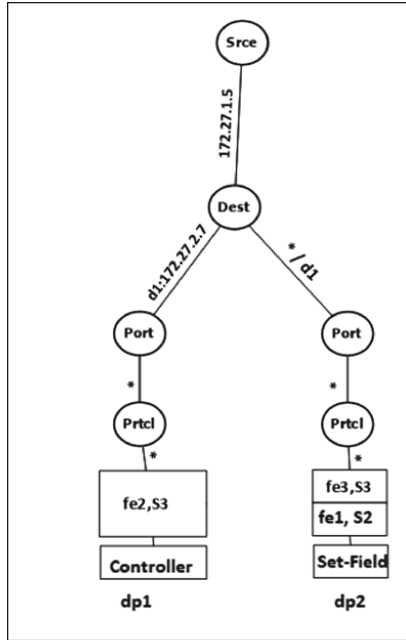 Srce
172.27.1.5
Dest
d1:172.27.2.7
* / d1
Port
Port
*
*
Prtcl
Prtcl
*
*
fe2,S3
fe3,S3
fe1, S2
Controller
Set-Field
dp1
dp2